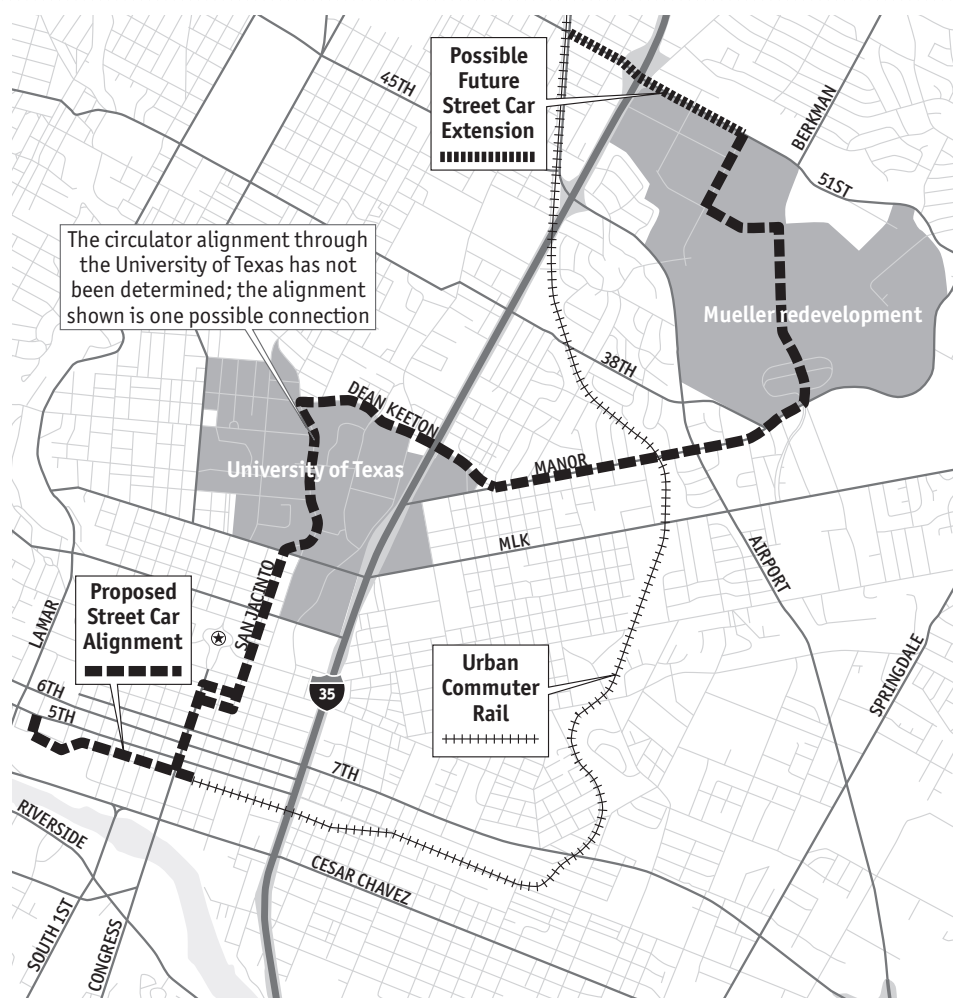 Possible
Future
Street Car
Extension
45TH
BERKMAN
51ST
The circulator alignment through
the University of Texas has not
been determined; the alignment
shown is one possible connection
Mueller redevelopment
38TH
DEAN KEETON
University of Texas
MANOR
MLK
AIRPORT
SAN JACINTO
LAMAR
Proposed
Street Car
Alignment
Urban
Commuter
Rail
35
SPRINGDALE
6TH
5TH
7TH
RIVERSIDE
CESAR CHAVEZ
SOUTH 1ST
CONGRESS